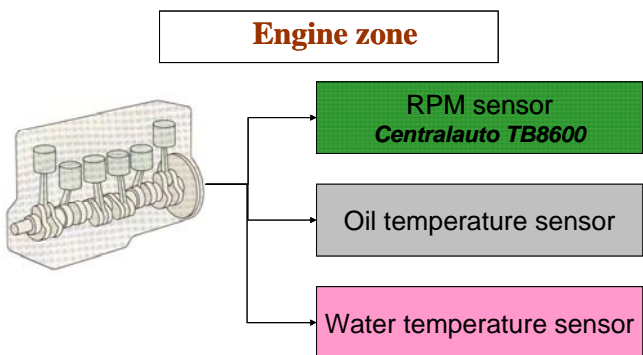 Engine zone
RPM sensor
Centralauto TB8600
Oil temperature sensor
Water temperature sensor